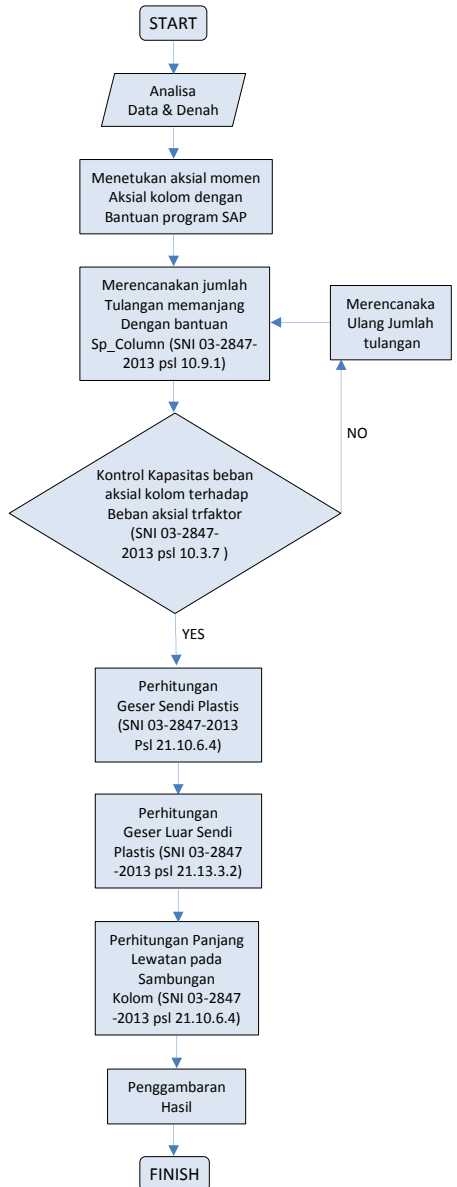 START
Analisa
Data & Denah
Menetukan aksial momen
Aksial kolom dengan
Bantuan program SAP
Merencanakan jumlah
Tulangan memanjang
Dengan bantuan
Sp_Column (SNI 03-2847-
2013 psl 10.9.1)
Merencanaka
Ulang Jumlah
tulangan
NO
Kontrol Kapasitas beban
aksial kolom terhadap
Beban aksial trfaktor
(SNI 03-2847-
2013 psl 10.3.7 )
YES
Perhitungan
Geser Sendi Plastis
(SNI 03-2847-2013
Psl 21.10.6.4)
Perhitungan
Geser Luar Sendi
Plastis (SNI 03-2847
-2013 psl 21.13.3.2)
Perhitungan Panjang
Lewatan pada
Sambungan
Kolom (SNI 03-2847
-2013 psl 21.10.6.4)
Penggambaran
Hasil
FINISH